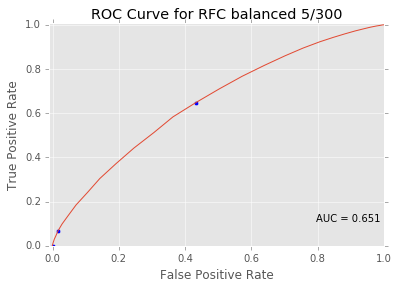 ROC Curve for RFC balanced 5/300
1.0
0.8
0.6
0.4
0.2
0.0
True Positive Rate
AUC = 0.651
0.0 0.2 0.4 0.6 0.8 1.0
False Positive Rate